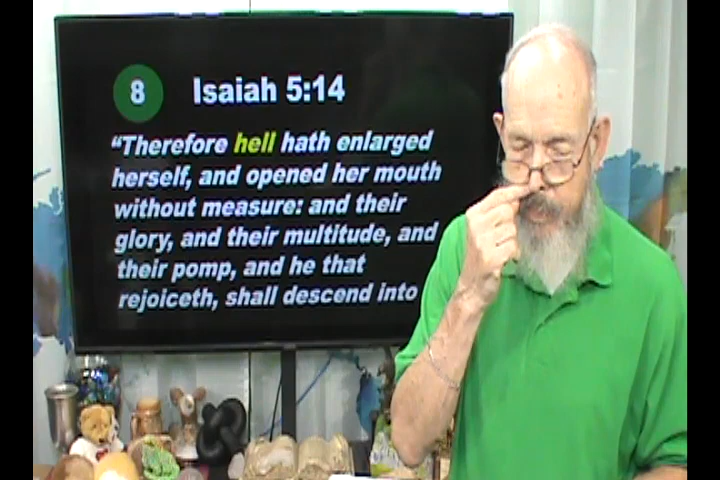 8 Isaiah 5:14
“Therefore hell hath enlarged
herself, and opened her mouth
without measure: and their
glory, and their multitude, and
their pomp, and he that
rejoiceth, shall descend into